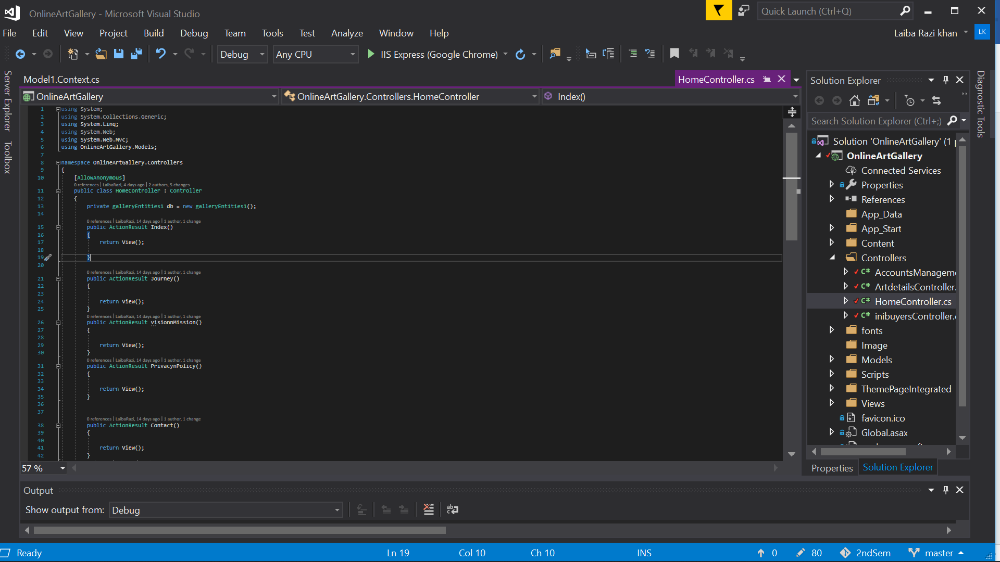 OnlineArtGallery - Microsoft Visual Studio
Quick Launch (Ctrl+Q)
File Edit View Project Build Debug Team Tools Test Analyze Window Help
Laiba Razi khan LK
Debug Any CPU IIS Express (Google Chrome)
Server Explorer
Toolbox
Model1.Context.cs HomeController.cs
OnlineArtGallery OnlineArtGallery.Controllers.HomeController Index()
1 using System;
2 using System.Collections.Generic;
3 using System.Linq;
4 using System.Web;
5 using System.Web.Mvc;
6 using OnlineArtGallery.Models;
7
8 namespace OnlineArtGallery.Controllers
9 {
10 [AllowAnonymous]
0 references | LaibaRazi, 4 days ago | 2 authors, 5 changes
11 public class HomeController : Controller
12 {
13 private galleryEntities1 db = new galleryEntities1();
14
0 references | LaibaRazi, 14 days ago | 1 author, 1 change
15 public ActionResult Index()
16 {
17 return View();
18
19 }
20
0 references | LaibaRazi, 14 days ago | 1 author, 1 change
21 public ActionResult Journey()
22 {
23
24 return View();
25 }
0 references | LaibaRazi, 14 days ago | 1 author, 1 change
26 public ActionResult visionnMission()
27 {
28
29 return View();
30 }
0 references | LaibaRazi, 14 days ago | 1 author, 1 change
31 public ActionResult PrivacynPolicy()
32 {
33
34 return View();
35 }
36
37
0 references | LaibaRazi, 14 days ago | 1 author, 1 change
38 public ActionResult Contact()
39 {
40
41 return View();
42 }
57 %
Solution Explorer
Search Solution Explorer (Ctrl+;)
Solution 'OnlineArtGallery' (1 p
OnlineArtGallery
Connected Services
Properties
References
App_Data
App_Start
Content
Controllers
C# AccountsManageme
C# ArtdetailsController.
C# HomeController.cs
C# inibuyersController.c
fonts
Image
Models
Scripts
ThemePageIntegrated
Views
favicon.ico
Global.asax
Properties Solution Explorer
Diagnostic Tools
Output
Show output from: Debug
Ready Ln 19 Col 10 Ch 10 INS 0 80 2ndSem master